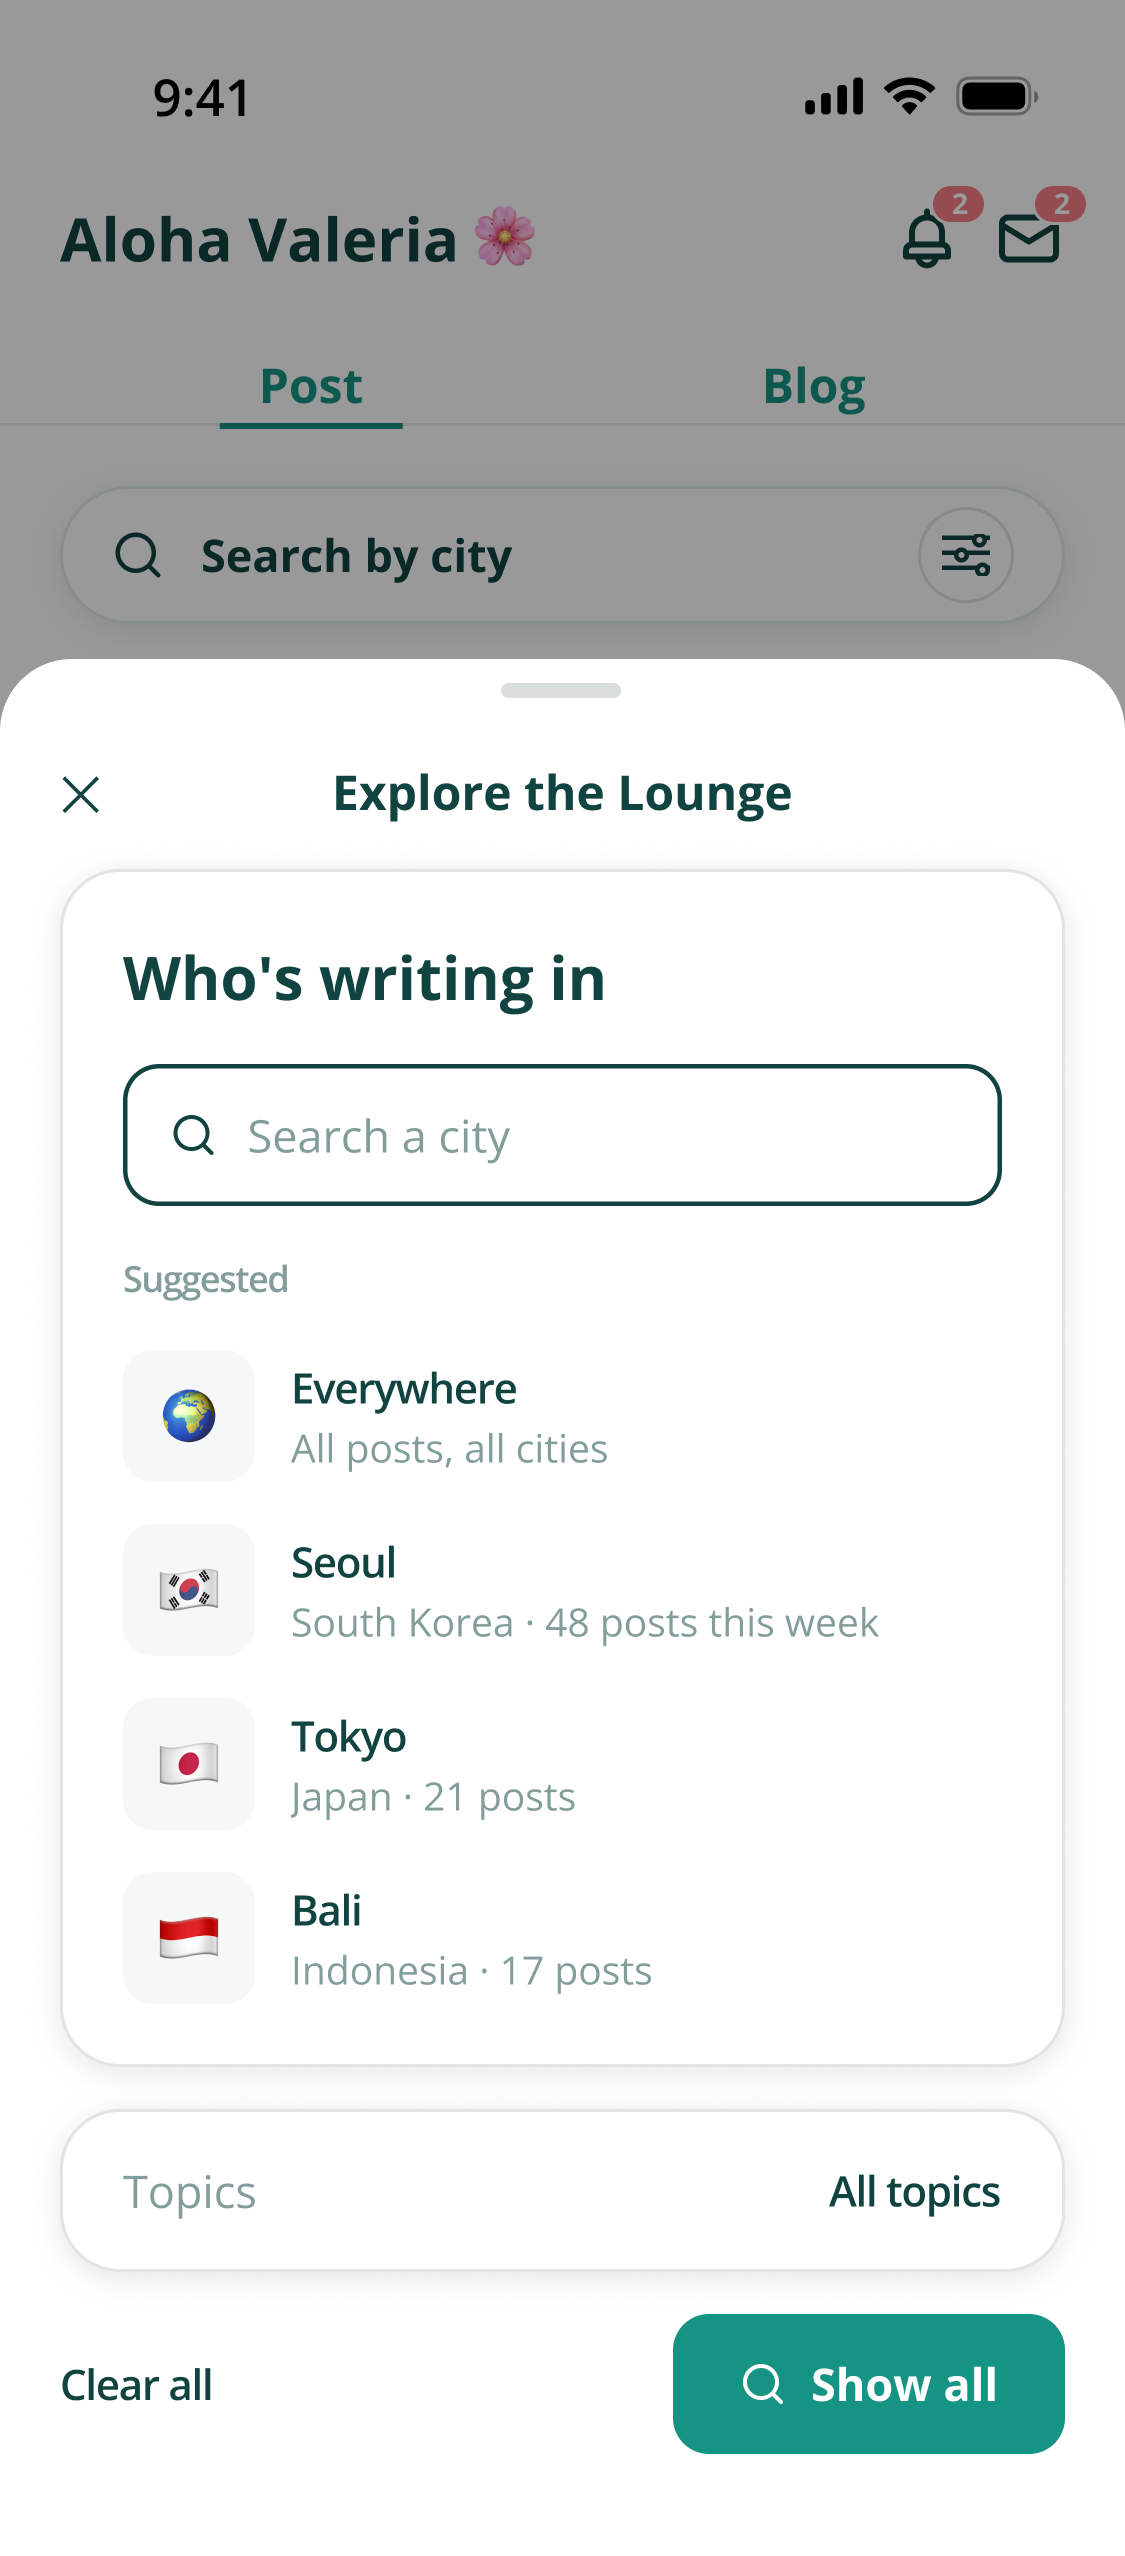 9:41
Aloha Valeria 🌸
2
2
Post
Blog
Search by city
Explore the Lounge
Who's writing in
Search a city
Suggested
Everywhere
All posts, all cities
Seoul
South Korea · 48 posts this week
Tokyo
Japan · 21 posts
Bali
Indonesia · 17 posts
Topics
All topics
Clear all
Show all